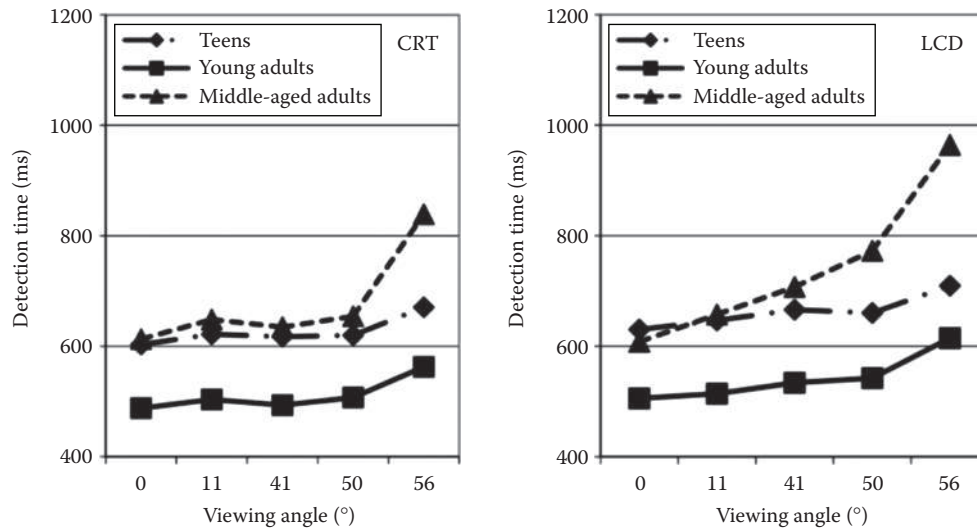 1200
Teens
CRT
Young adults
Middle-aged adults
1000
800
600
400
Detection time (ms)
0 11 41 50 56
Viewing angle (°)
1200
Teens
LCD
Young adults
Middle-aged adults
1000
800
600
400
Detection time (ms)
0 11 41 50 56
Viewing angle (°)